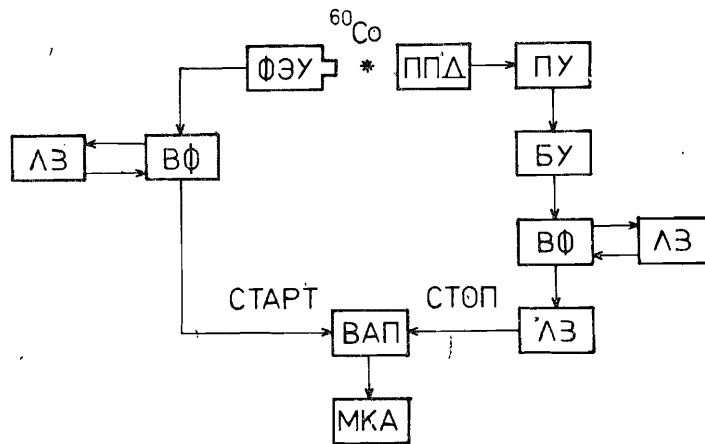 ⁶⁰Co
ФЭУ * ППД ПУ
ЛЗ ВФ БУ
ВФ ЛЗ
СТАРТ СТОП
ВАП ЛЗ
МКА